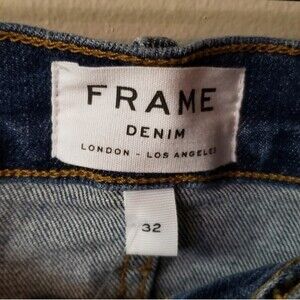 FRAME
DENIM
LONDON - LOS ANGELES
32